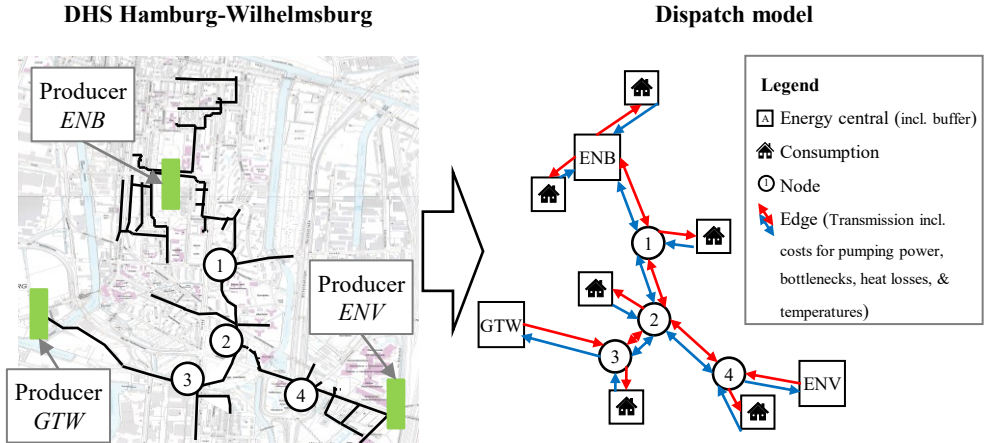 DHS Hamburg-Wilhelmsburg
Producer
ENB
1
2
3
4
Producer
ENV
Producer
GTW
Dispatch model
ENB
1
2
GTW
3
4
ENV
Legend
A Energy central (incl. buffer)
Consumption
1 Node
Edge (Transmission incl.
costs for pumping power,
bottlenecks, heat losses, &
temperatures)